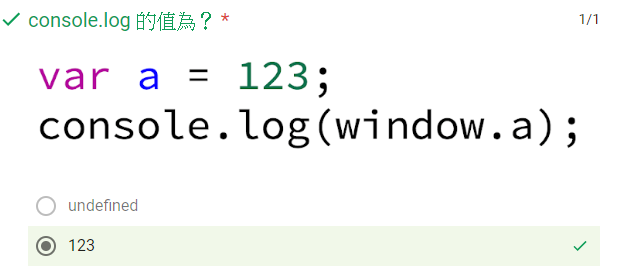 console.log 的值為？ *
1/1
var a = 123;
console.log(window.a);
undefined
123